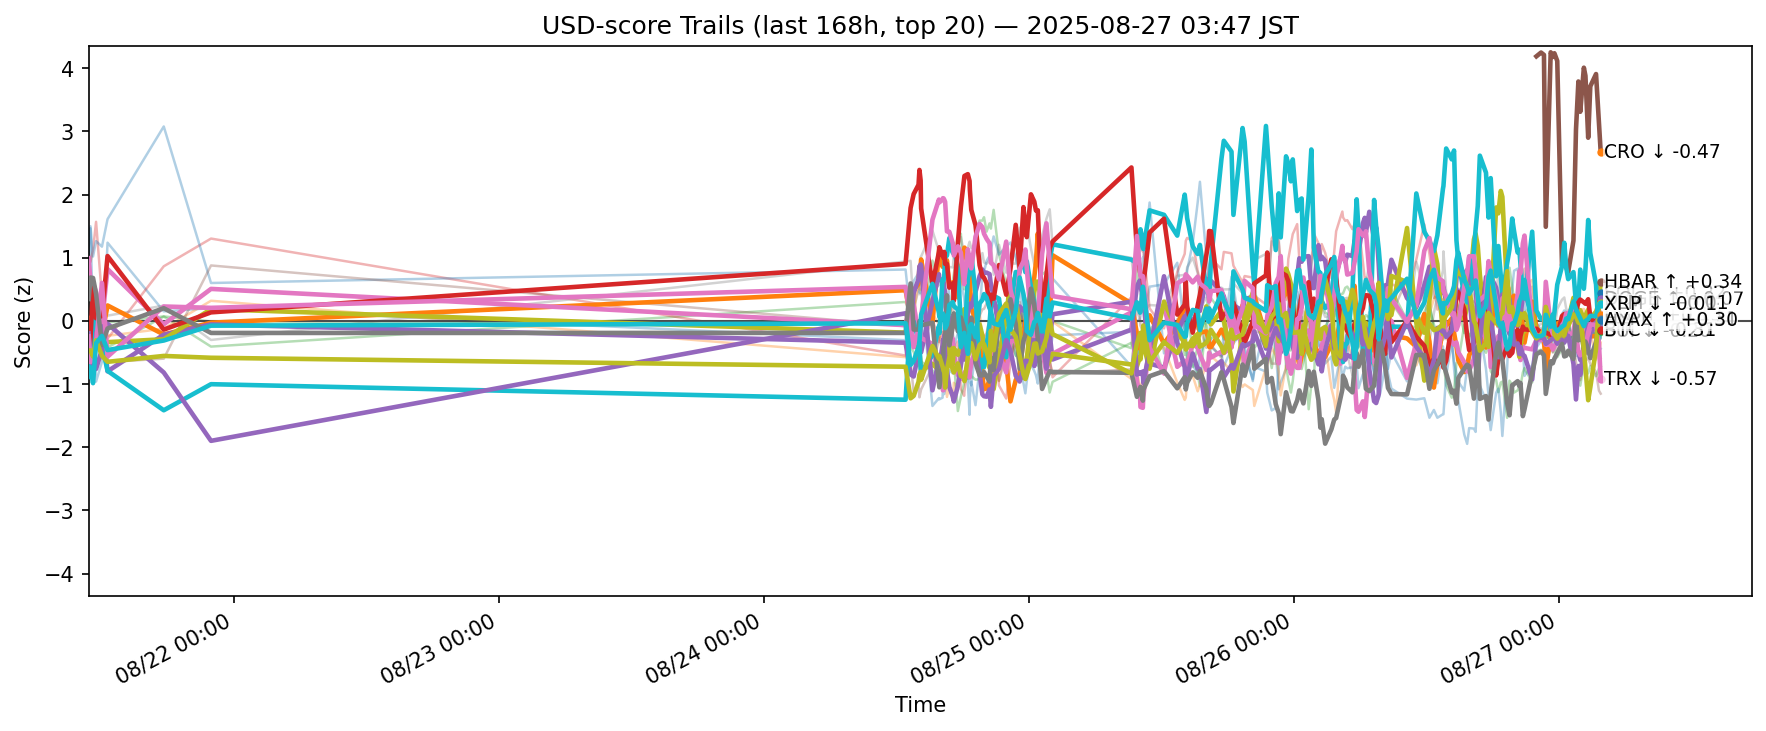 USD-score Trails (last 168h, top 20) — 2025-08-27 03:47 JST
Score (z)
4
3
2
1
0
−1
−2
−3
−4
CRO ↓ -0.47
HBAR ↑ +0.34
XRP ↓ -0.011
AVAX ↑ +0.30
TRX ↓ -0.57
08/22 00:00
08/23 00:00
08/24 00:00
08/25 00:00
08/26 00:00
08/27 00:00
Time